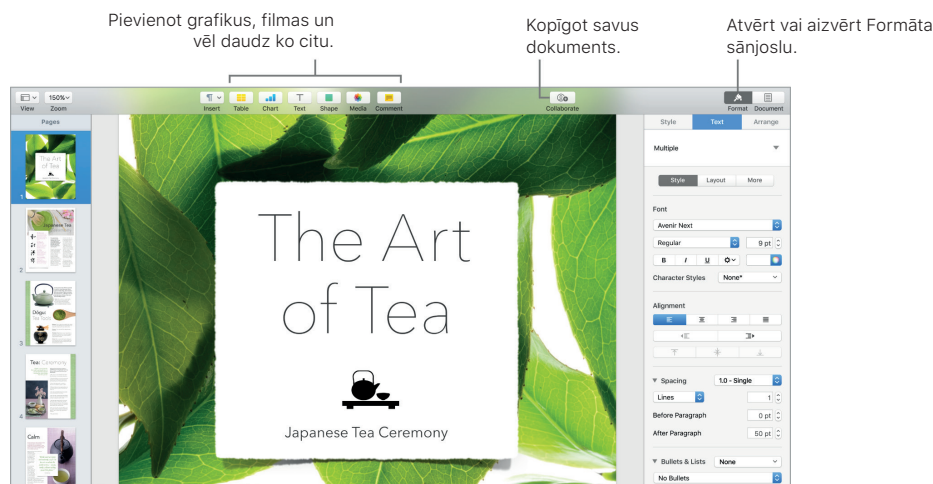 Pievienot grafikus, filmas un
vēl daudz ko citu.
Kopīgot savus
dokuments.
Atvērt vai aizvērt Formāta
sānjoslu.
150%
View Zoom Insert Table Chart Text Shape Media Comment Collaborate Format Document
Pages
Style Text Arrange
Multiple
Style Layout More
Font
Avenir Next
Regular 9 pt
B I U
Character Styles None*
Alignment
Spacing 1.0 - Single
Lines 1
Before Paragraph 0 pt
After Paragraph 50 pt
Bullets & Lists None
No Bullets
The Art
of Tea
Japanese Tea Ceremony
The Art
of Tea
1
Japanese Tea
2
Dōgu:
Tea Tools
3
Tea: Ceremony
4
Calm